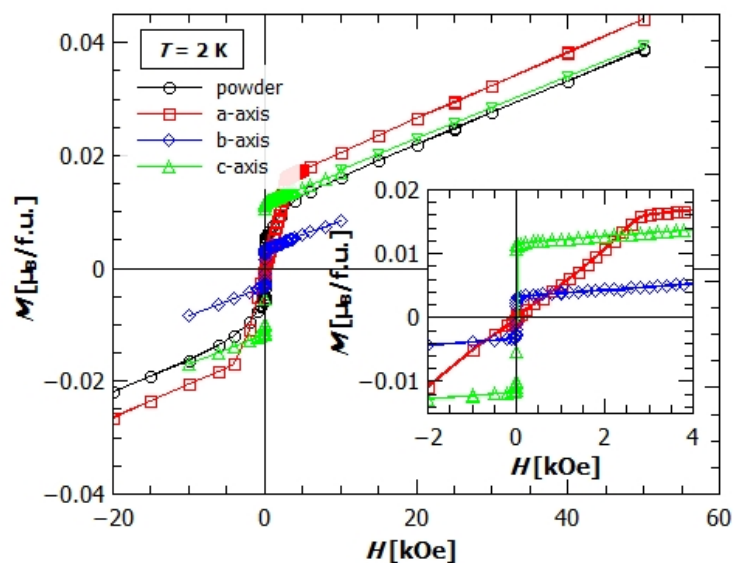 T = 2 K
powder
a-axis
b-axis
c-axis
M [μB/f.u.]
0.04
0.02
0
−0.02
−0.04
−20
0
20
40
60
H [kOe]
M [μB/f.u.]
0.02
0.01
0
−0.01
−2
0
2
4
H [kOe]